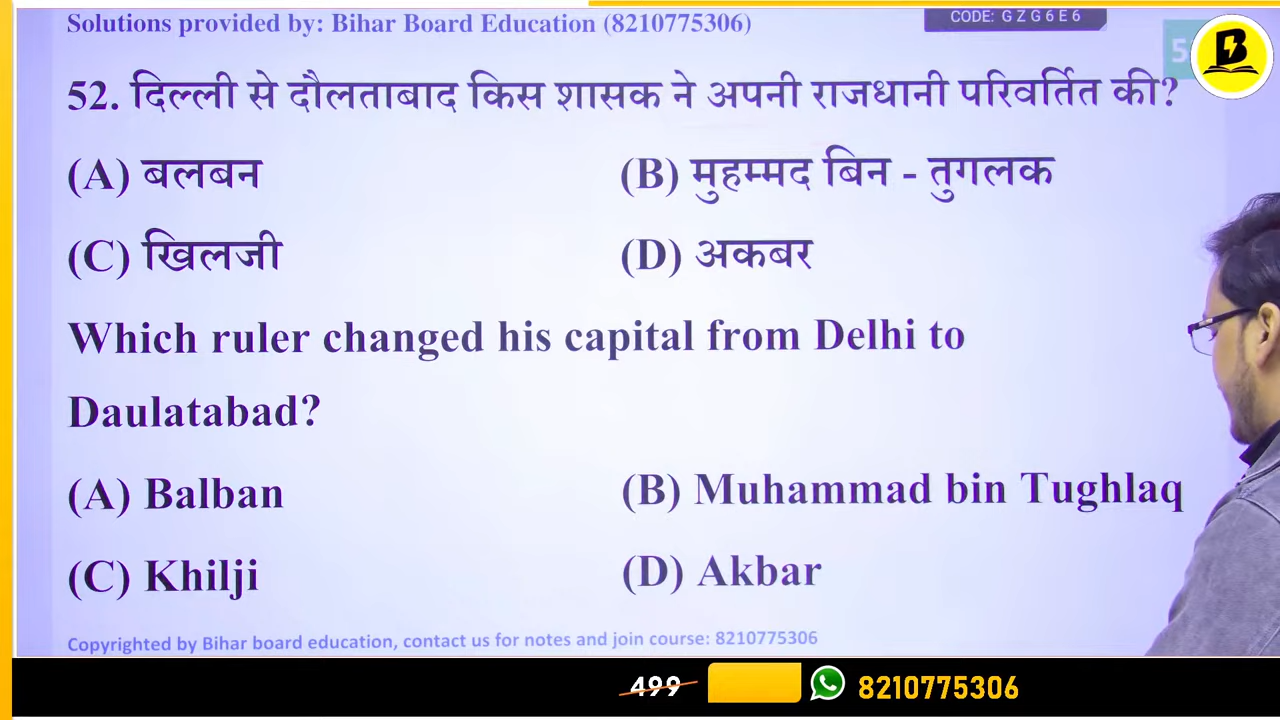 Solutions provided by: Bihar Board Education (8210775306)
CODE: G Z G 6 E 6
5
B
52. दिल्ली से दौलताबाद किस शासक ने अपनी राजधानी परिवर्तित की?
(A) बलबन (B) मुहम्मद बिन - तुगलक
(C) खिलजी (D) अकबर
Which ruler changed his capital from Delhi to
Daulatabad?
(A) Balban (B) Muhammad bin Tughlaq
(C) Khilji (D) Akbar
Copyrighted by Bihar board education, contact us for notes and join course: 8210775306
499 8210775306